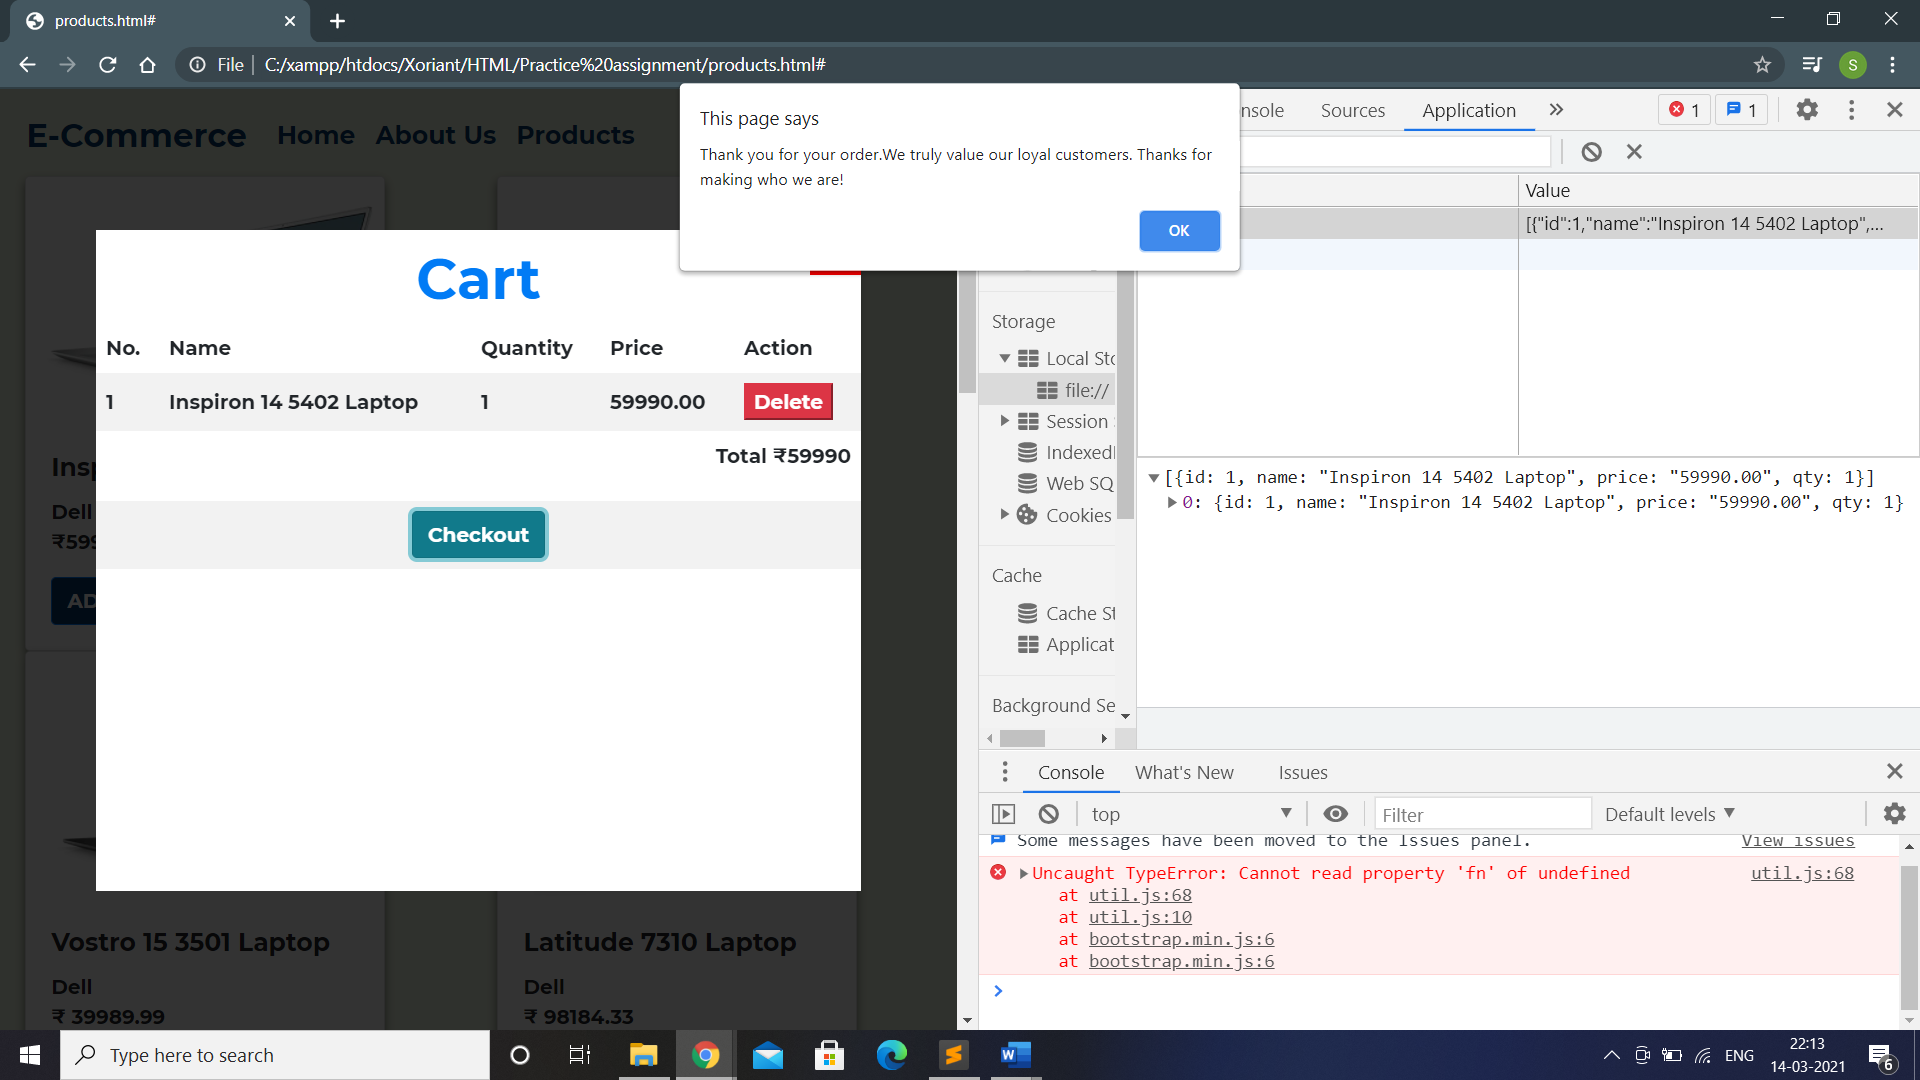 products.html#
File
C:/xampp/htdocs/Xoriant/HTML/Practice%20assignment/products.html#
S
E-Commerce Home About Us Products
This page says
Thank you for your order.We truly value our loyal customers. Thanks for
making who we are!
OK
Cart
No. Name Quantity Price Action
1 Inspiron 14 5402 Laptop 1 59990.00 Delete
Total ₹59990
Checkout
Insp
Dell
₹599
AD
Vostro 15 3501 Laptop
Dell
₹ 39989.99
Latitude 7310 Laptop
Dell
₹ 98184.33
nsole Sources Application 1 1
Value
[{"id":1,"name":"Inspiron 14 5402 Laptop",...
Storage
Local Sto
file://
Session
Indexed
Web SQ
Cookies
Cache
Cache St
Applicat
Background Se
[{id: 1, name: "Inspiron 14 5402 Laptop", price: "59990.00", qty: 1}]
0: {id: 1, name: "Inspiron 14 5402 Laptop", price: "59990.00", qty: 1}
Console What's New Issues
top Filter Default levels
Some messages have been moved to the Issues panel. View issues
Uncaught TypeError: Cannot read property 'fn' of undefined util.js:68
at util.js:68
at util.js:10
at bootstrap.min.js:6
at bootstrap.min.js:6
Type here to search
W
ENG
22:13
14-03-2021
6